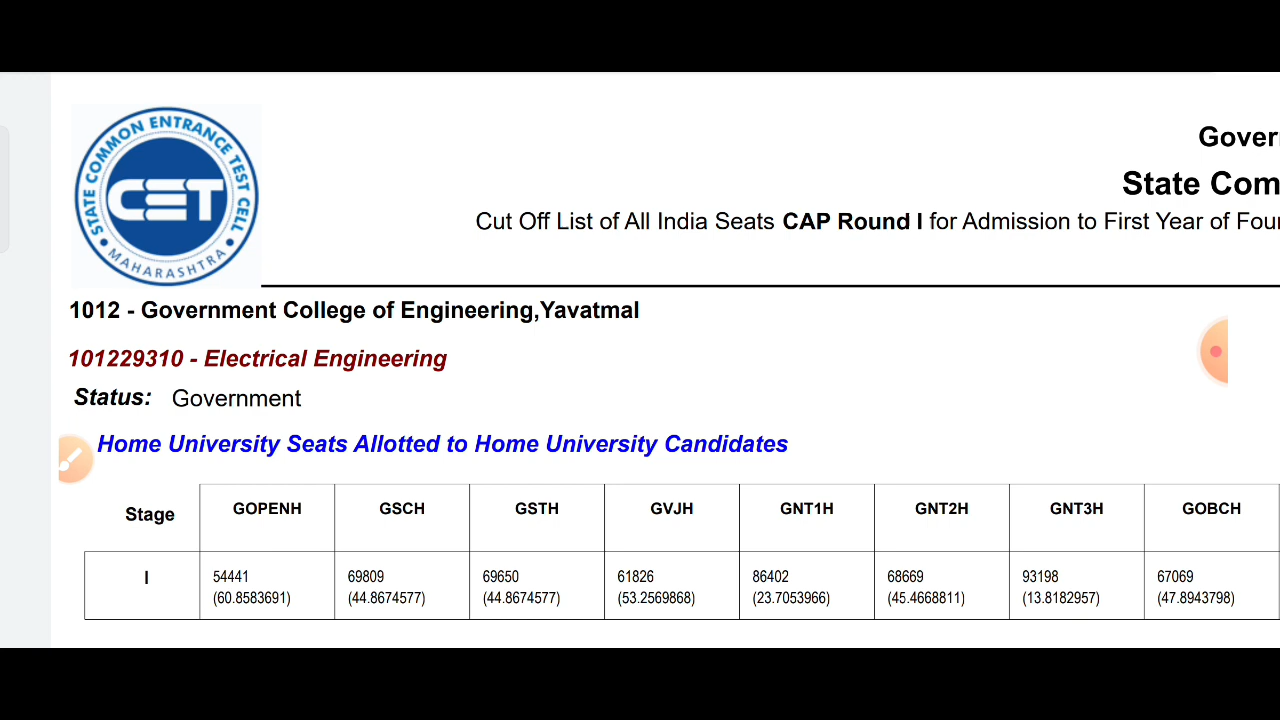 STATE COMMON ENTRANCE TEST CELL
CET
MAHARASHTRA
Gover
State Com
Cut Off List of All India Seats CAP Round I for Admission to First Year of Four
1012 - Government College of Engineering,Yavatmal
101229310 - Electrical Engineering
Status: Government
Home University Seats Allotted to Home University Candidates
Stage GOPENH GSCH GSTH GVJH GNT1H GNT2H GNT3H GOBCH
I 54441 69809 69650 61826 86402 68669 93198 67069
(60.8583691) (44.8674577) (44.8674577) (53.2569868) (23.7053966) (45.4668811) (13.8182957) (47.8943798)